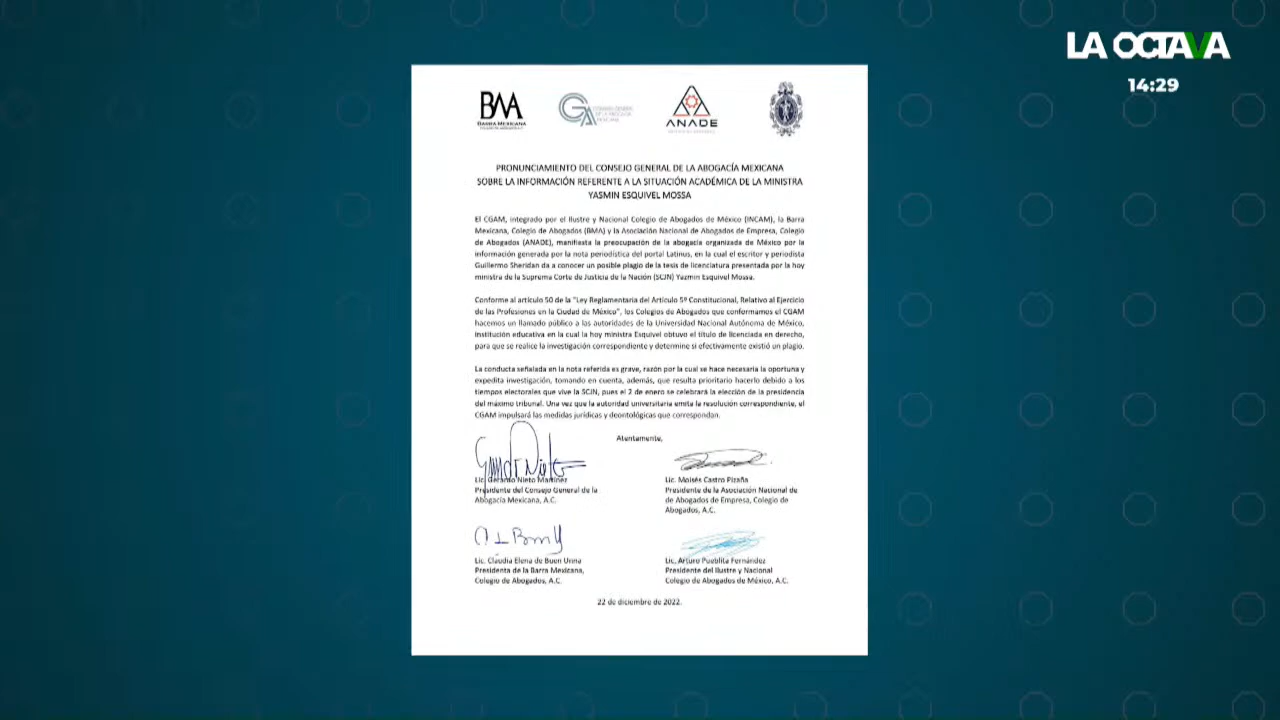 LA OCTAVA
14:29
BMA
BARRA MEXICANA
ANADE
PRONUNCIAMIENTO DEL CONSEJO GENERAL DE LA ABOGACÍA MEXICANA
SOBRE LA INFORMACIÓN REFERENTE A LA SITUACIÓN ACADÉMICA DE LA MINISTRA
YASMIN ESQUIVEL MOSSA
El CGAM, integrado por el Ilustre y Nacional Colegio de Abogados de México (INCAM), la Barra
Mexicana, Colegio de Abogados (BMA) y la Asociación Nacional de Abogados de Empresa, Colegio
de Abogados (ANADE), manifiesta la preocupación de la abogacía organizada de México por la
información generada por la nota periodística del portal Latinus, en la cual el escritor y periodista
Guillermo Sheridan da a conocer un posible plagio de la tesis de licenciatura presentada por la hoy
ministra de la Suprema Corte de Justicia de la Nación (SCJN) Yazmin Esquivel Mossa.
Conforme al artículo 50 de la "Ley Reglamentaria del Artículo 5º Constitucional, Relativo al Ejercicio
de las Profesiones en la Ciudad de México", los Colegios de Abogados que conformamos el CGAM
hacemos un llamado público a las autoridades de la Universidad Nacional Autónoma de México,
institución educativa en la cual la hoy ministra Esquivel obtuvo el título de licenciada en derecho,
para que se realice la investigación correspondiente y determine si efectivamente existió un plagio.
La conducta señalada en la nota referida es grave, razón por la cual se hace necesaria la oportuna y
expedita investigación, tomando en cuenta, además, que resulta prioritario hacerlo debido a los
tiempos electorales que vive la SCJN, pues el 2 de enero se celebrará la elección de la presidencia
del máximo tribunal. Una vez que la autoridad universitaria emita la resolución correspondiente, el
CGAM impulsará las medidas jurídicas y deontológicas que correspondan.
Atentamente,
Lic. Gerardo Nieto Martínez
Presidente del Consejo General de la
Abogacía Mexicana, A.C.
Lic. Moisés Castro Pizaña
Presidente de la Asociación Nacional de
de Abogados de Empresa, Colegio de
Abogados, A.C.
Lic. Claudia Elena de Buen Unna
Presidenta de la Barra Mexicana,
Colegio de Abogados, A.C.
Lic. Arturo Pueblita Fernández
Presidente del Ilustre y Nacional
Colegio de Abogados de México, A.C.
22 de diciembre de 2022.